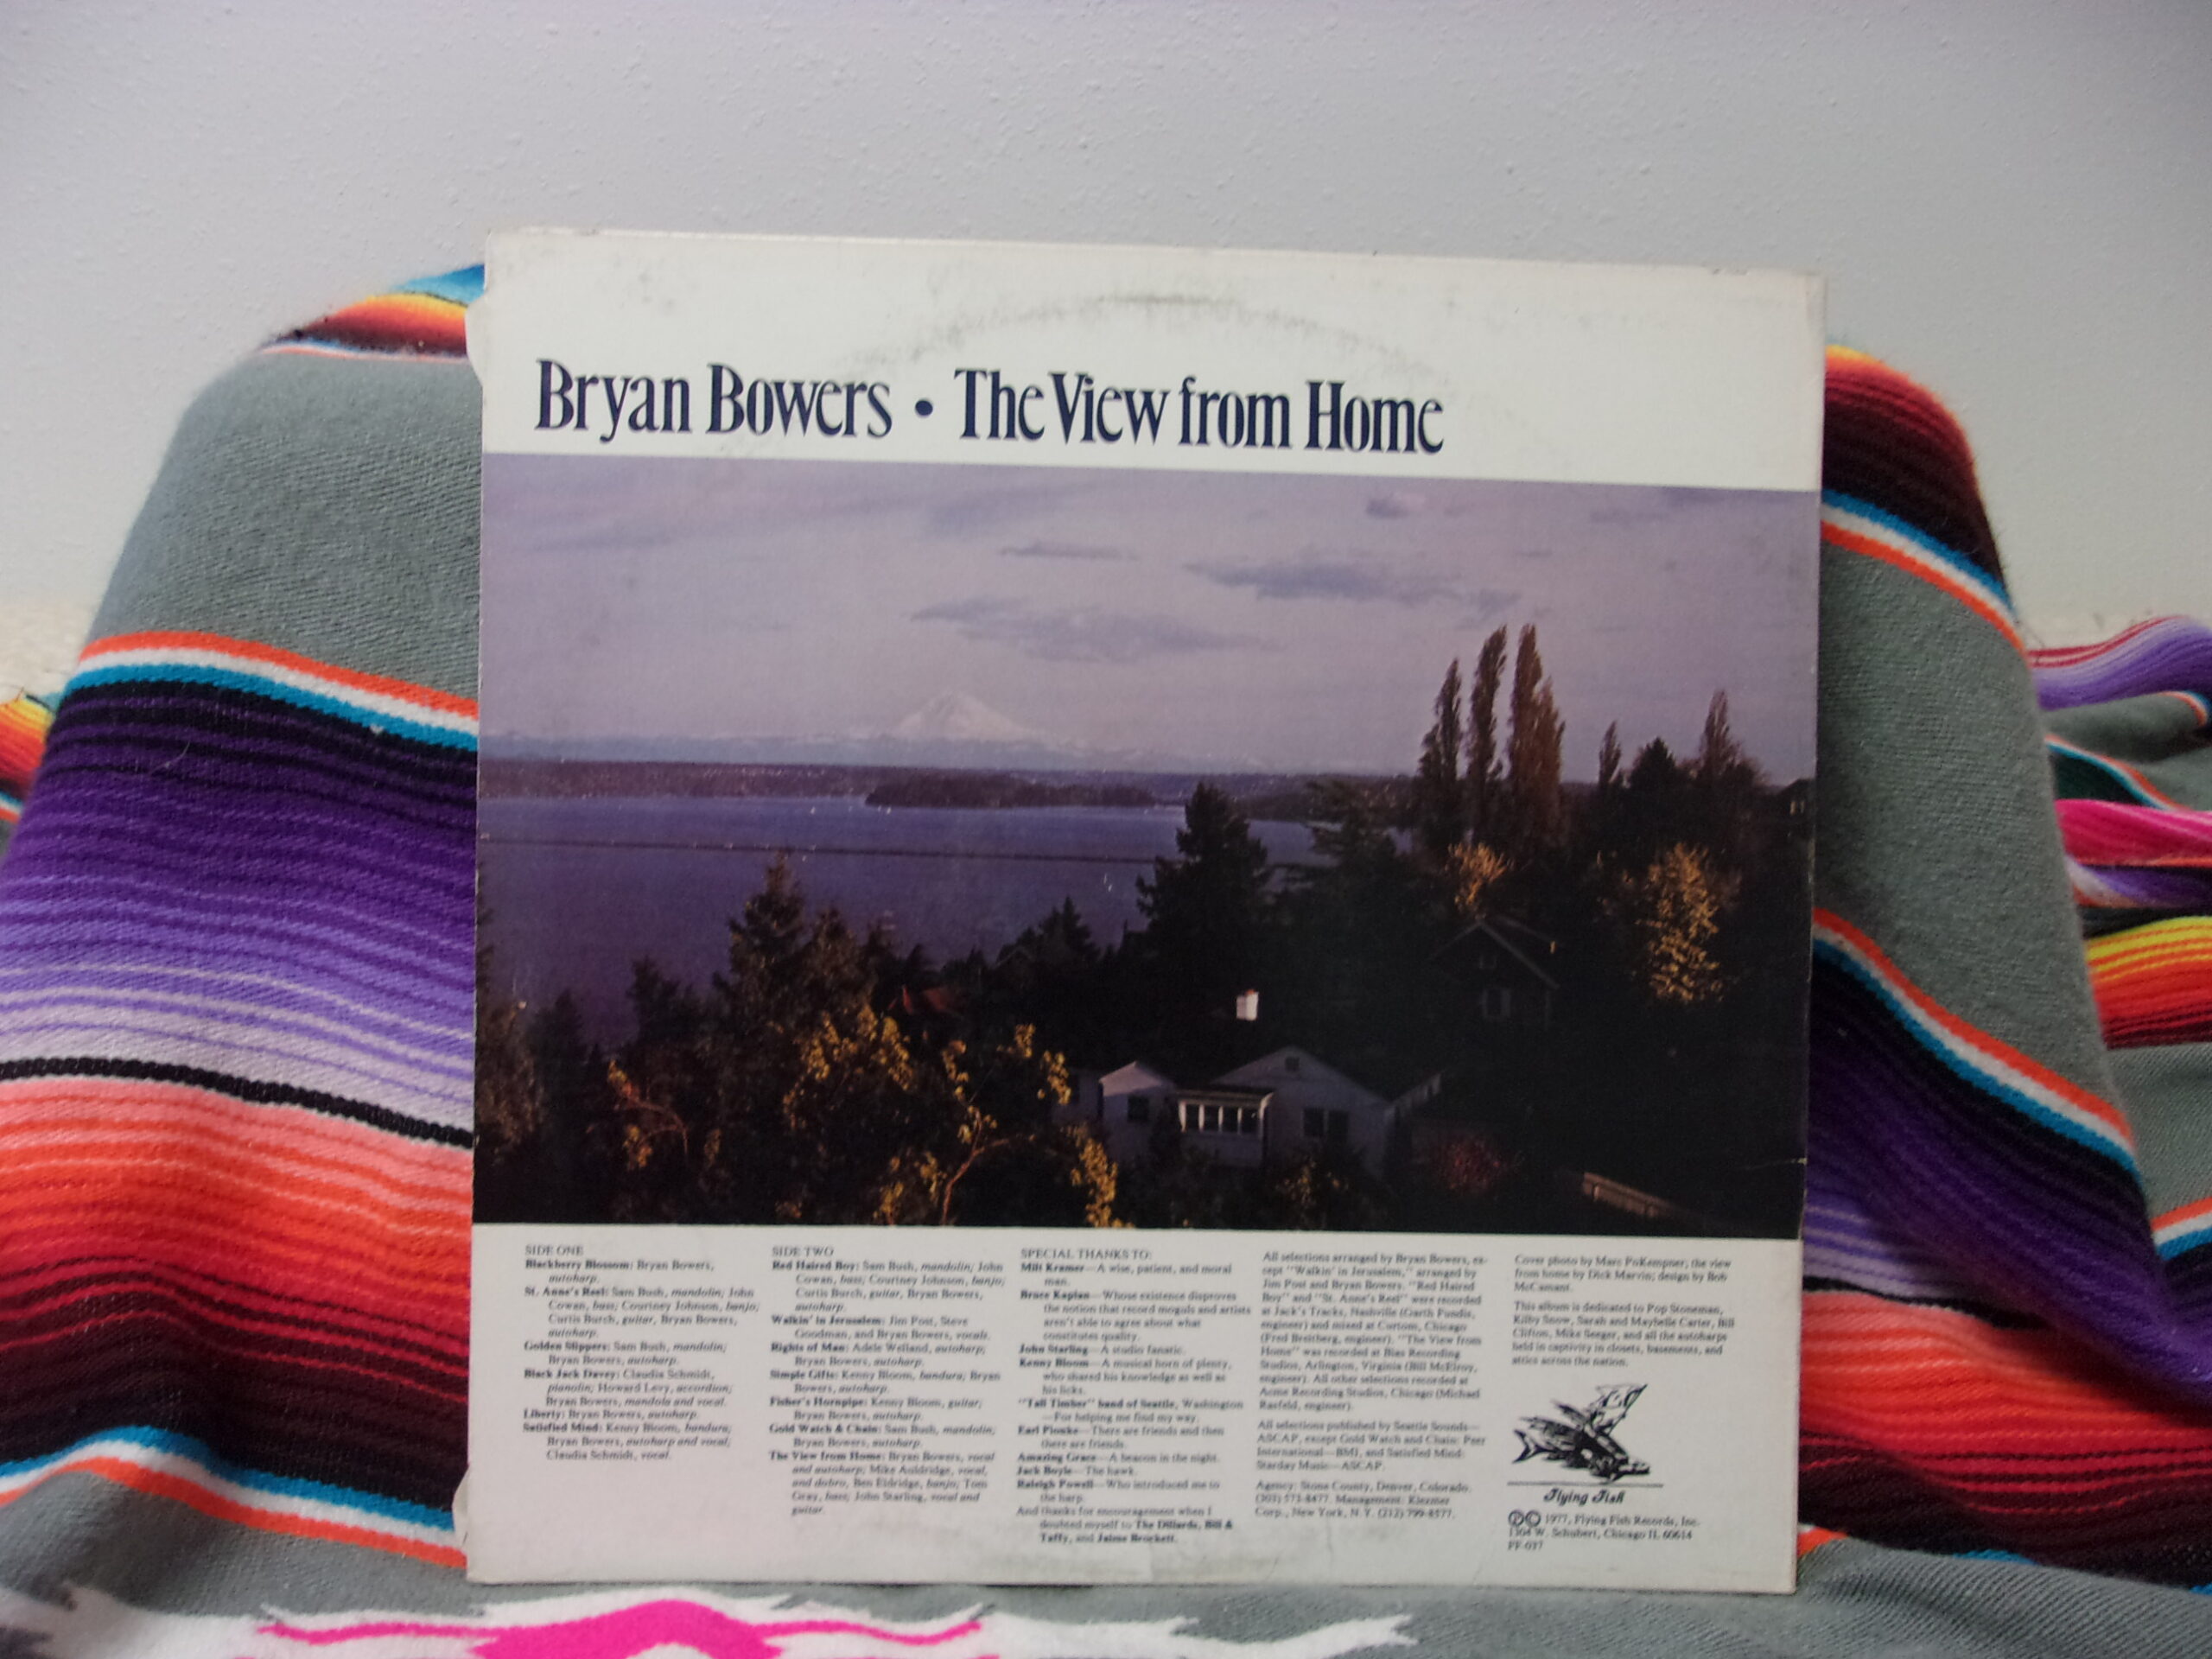 Bryan Bowers • The View from Home
SIDE ONE
Blackberry Blossom: Bryan Bowers,
autoharp.
St. Anne's Reel: Sam Bush, mandolin; John
Cowan, bass; Courtney Johnson, banjo;
Curtis Burch, guitar, Bryan Bowers,
autoharp.
Golden Slippers: Sam Bush, mandolin;
Bryan Bowers, autoharp.
Black Jack Davey: Claudia Schmidt,
pianolin; Howard Levy, accordion;
Bryan Bowers, mandola and vocal.
Liberty: Bryan Bowers, autoharp.
Satisfied Mind: Kenny Bloom, bandura;
Bryan Bowers, autoharp and vocal;
Claudia Schmidt, vocal.
SIDE TWO
Red Haired Boy: Sam Bush, mandolin; John
Cowan, bass; Courtney Johnson, banjo;
Curtis Burch, guitar, Bryan Bowers,
autoharp.
Walkin' in Jerusalem: Jim Post, Steve
Goodman, and Bryan Bowers, vocals.
Rights of Man: Adele Weiland, autoharp;
Bryan Bowers, autoharp.
Simple Gifts: Kenny Bloom, bandura; Bryan
Bowers, autoharp.
Fisher's Hornpipe: Kenny Bloom, guitar;
Bryan Bowers, autoharp.
Gold Watch & Chain: Sam Bush, mandolin;
Bryan Bowers, autoharp.
The View from Home: Bryan Bowers, vocal
and autoharp; Mike Auldridge, vocal,
and dobro, Ben Eldridge, banjo; Tom
Gray, bass; John Starling, vocal and
guitar.
SPECIAL THANKS TO:
Milt Kramer—A wise, patient, and moral
man.
Bruce Kaplan—Whose existence disproves
the notion that record moguls and artists
aren't able to agree about what
constitutes quality.
John Starling—A studio fanatic.
Kenny Bloom—A musical horn of plenty,
who shared his knowledge as well as
his licks.
"Tall Timber" band of Seattle, Washington
—For helping me find my way.
Earl—There are friends and then
there are friends.
Amazing Grace—A beacon in the night.
Jack Boyle—The hawk.
Raleigh Powell—Who introduced me to
the harp.
And thanks for encouragement when I
doubted myself to The Dillards, Bill &
Taffy, and Jaime Brockett.
All selections arranged by Bryan Bowers, ex-
cept "Walkin' in Jerusalem," arranged by
Jim Post and Bryan Bowers. "Red Haired
Boy" and "St. Anne's Reel" were recorded
at Jack's Tracks, Nashville (Garth Fundis,
engineer) and mixed at Curtom, Chicago
(Fred Breitberg, engineer). "The View from
Home" was recorded at Bias Recording
Studios, Arlington, Virginia (Bill McElroy,
engineer). All other selections recorded at
Acme Recording Studios, Chicago (Michael
Rasfeld, engineer).
All selections published by Seattle Sounds—
ASCAP, except Gold Watch and Chain: Peer
International—BMI, and Satisfied Mind:
Starday Music—ASCAP.
Agency: Stone County, Denver, Colorado.
Management: Klezmer
Corp., New York, N.Y. (212)
Cover photo by Marc PoKempner; the view
from home by Dick Marvin; design by Bob
McCamant.
This album is dedicated to Pop Stoneman,
Kilby Snow, Sarah and Maybelle Carter, Bill
Clifton, Mike Seeger, and all the autoharps
held in captivity in closets, basements, and
attics across the nation.
Flying Fish
℗© 1977, Flying Fish Records, Inc.
1304 W. Schubert, Chicago IL 60614
FF-037